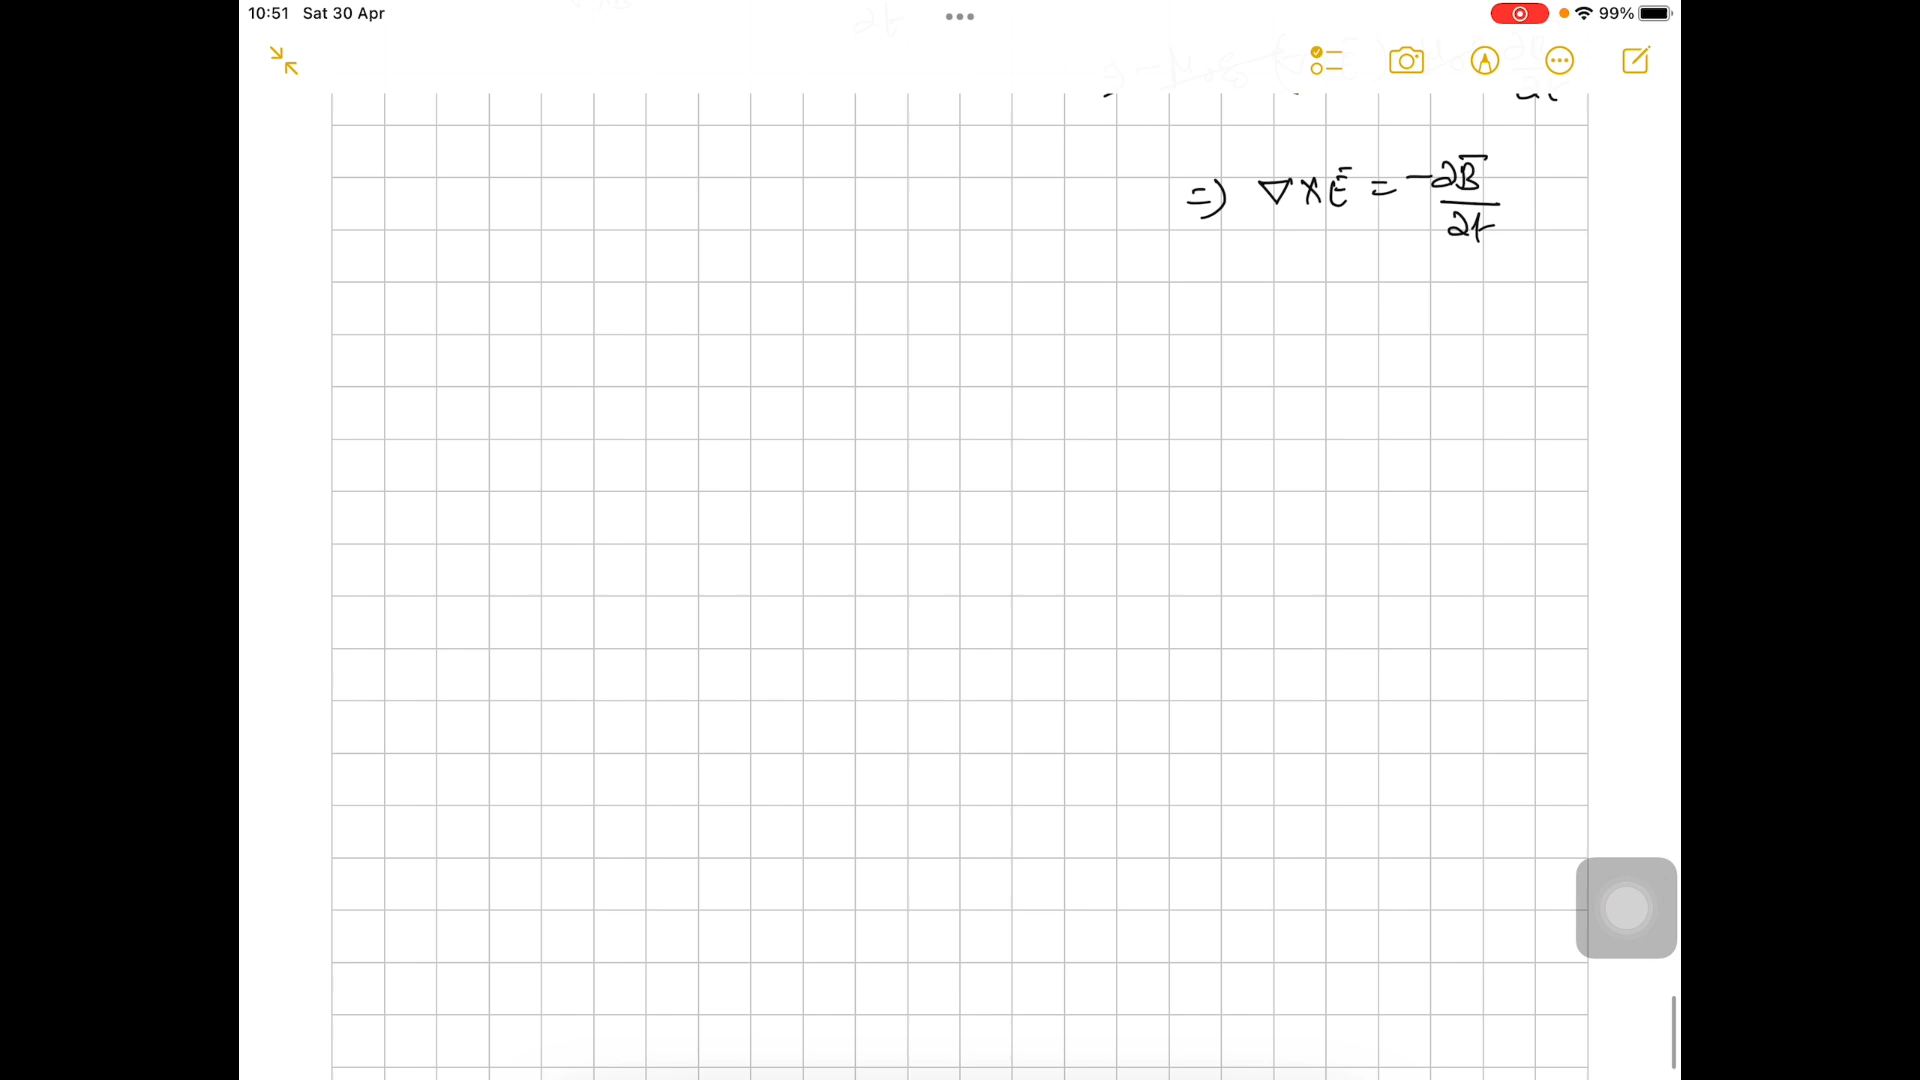 10:51 Sat 30 Apr 99%
=> ∇×Ē = -∂B̄/∂t